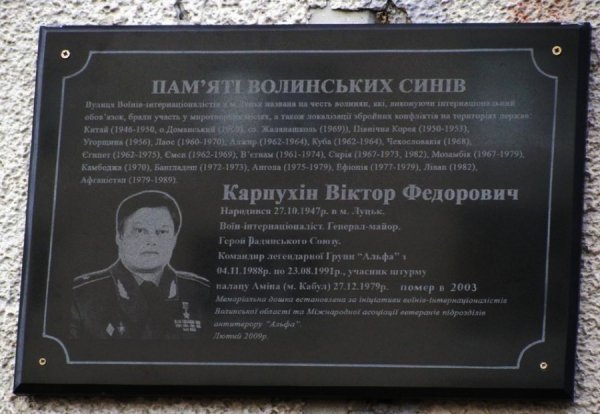 ПАМ'ЯТІ ВОЛИНСЬКИХ СИНІВ
Вулиця Воїнів-інтернаціоналістів в м.Луцьк названа на честь волинян, які, виконуючи інтернаціональний
обов'язок, брали участь у миротворчих місіях, а також локалізації збройних конфліктів на територіях держав:
Китай (1946-1950, о.Доманський (1969), оз. Жаланашколь (1969)), Північна Корея (1950-1953),
Угорщина (1956), Лаос (1960-1970), Алжир (1962-1964), Куба (1962-1964), Чехословакія (1968),
Єгипет (1962-1975), Ємен (1962-1969), В'єтнам (1961-1974), Сирія (1967-1973, 1982), Мозамбік (1967-1979),
Камбоджа (1970), Бангладеш (1972-1973), Ангола (1975-1979), Ефіопія (1977-1979), Ліван (1982),
Афганістан (1979-1989).
Карпухін Віктор Федорович
Народився 27.10.1947р. в м. Луцьк.
Воїн-інтернаціоналіст. Генерал-майор.
Герой Радянського Союзу.
Командир легендарної Групи "Альфа" з
04.11.1988р. по 23.08.1991р., учасник штурму
палацу Аміна (м. Кабул) 27.12.1979р. помер в 2003
Меморіальна дошка встановлена за ініціативи воїнів-інтернаціоналістів
Волинської області та Міжнародної асоціації ветеранів підрозділів
антитерору "Альфа".
Лютий 2009р.